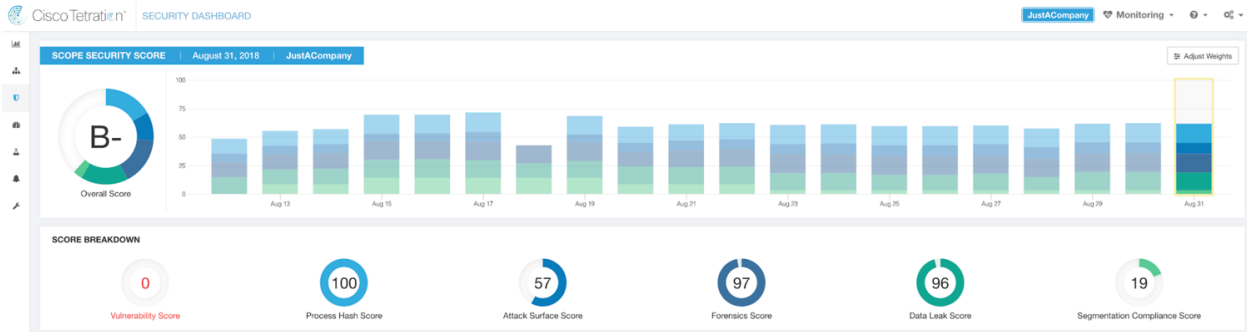 Cisco Tetration™ SECURITY DASHBOARD JustACompany Monitoring ?
SCOPE SECURITY SCORE | August 31, 2018 | JustACompany Adjust Weights
100
75
50
25
0
B-
Overall Score
Aug 13 Aug 15 Aug 17 Aug 19 Aug 21 Aug 23 Aug 25 Aug 27 Aug 29 Aug 31
SCORE BREAKDOWN
0 100 57 97 96 19
Vulnerability Score Process Hash Score Attack Surface Score Forensics Score Data Leak Score Segmentation Compliance Score